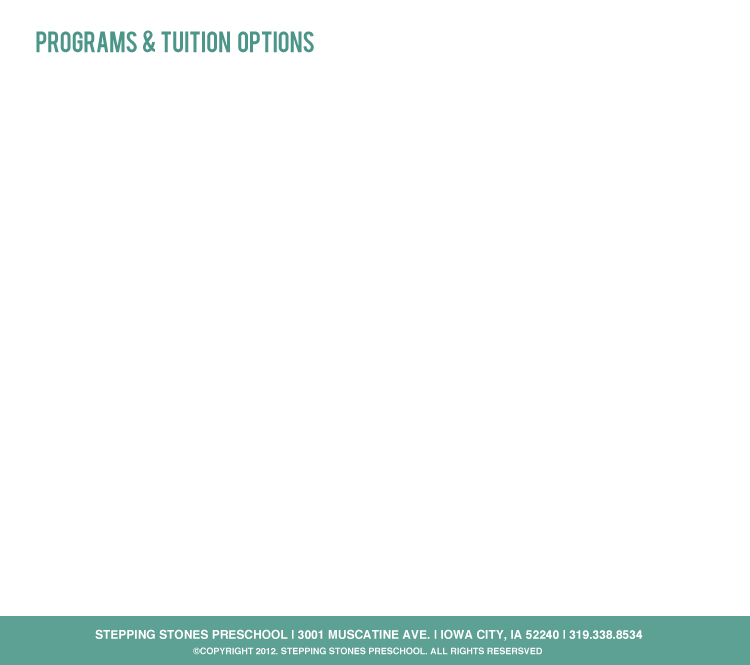 PROGRAMS & TUITION OPTIONS
STEPPING STONES PRESCHOOL | 3001 MUSCATINE AVE. | IOWA CITY, IA 52240 | 319.338.8534
©COPYRIGHT 2012. STEPPING STONES PRESCHOOL. ALL RIGHTS RESERSVED